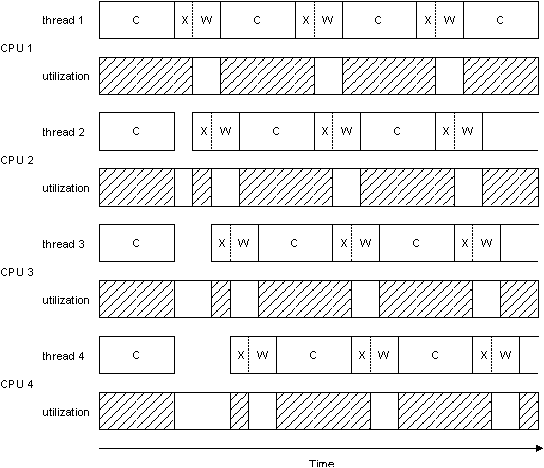 thread 1 C X W C X W C X W C
CPU 1
utilization
thread 2 C X W C X W C X W
CPU 2
utilization
thread 3 C X W C X W C X W
CPU 3
utilization
thread 4 C X W C X W C X W
CPU 4
utilization
Time